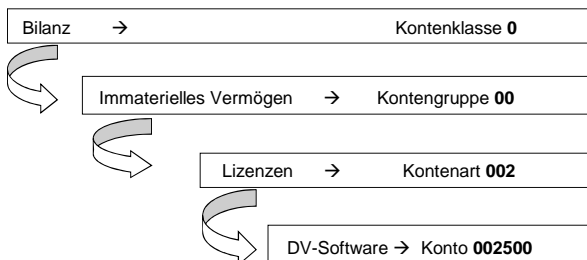 Bilanz → Kontenklasse 0
Immaterielles Vermögen → Kontengruppe 00
Lizenzen → Kontenart 002
DV-Software → Konto 002500